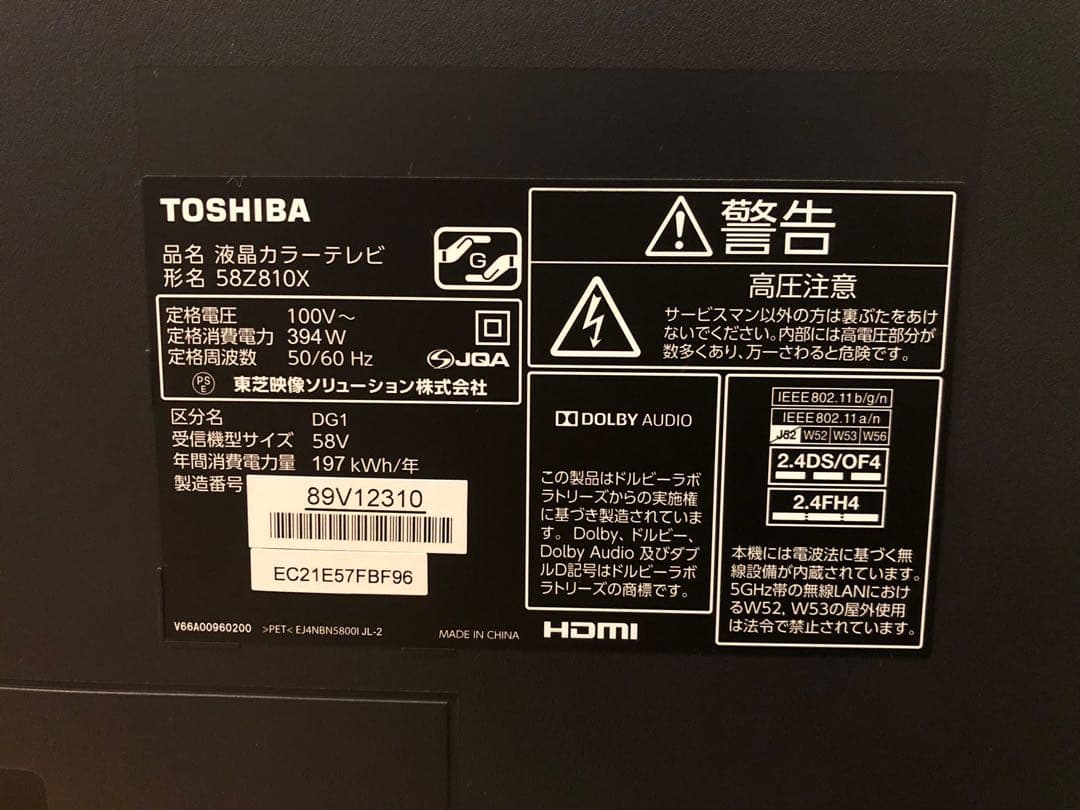 TOSHIBA
品名 液晶カラーテレビ
形名 58Z810X
G
定格電圧 100V～
定格消費電力 394W
定格周波数 50/60 Hz
JQA
PS
E
東芝映像ソリューション株式会社
区分名 DG1
受信機型サイズ 58V
年間消費電力量 197 kWh/年
製造番号
89V12310
EC21E57FBF96
V66A00960200 >PET< EJ4NBN5800I JL-2
MADE IN CHINA
警告
高圧注意
サービスマン以外の方は裏ぶたをあけ
ないでください。内部には高電圧部分が
数多くあり、万一さわると危険です。
DOLBY AUDIO
この製品はドルビーラボ
ラトリーズからの実施権
に基づき製造されていま
す。Dolby、ドルビー、
Dolby Audio 及びダブ
ルD記号はドルビーラボ
ラトリーズの商標です。
HDMI
IEEE802.11b/g/n
IEEE802.11a/n
J52 W52 W53 W56
2.4DS/OF4
2.4FH4
本機には電波法に基づく無
線設備が内蔵されています。
5GHz帯の無線LANにおけ
るW52, W53の屋外使用
は法令で禁止されています。